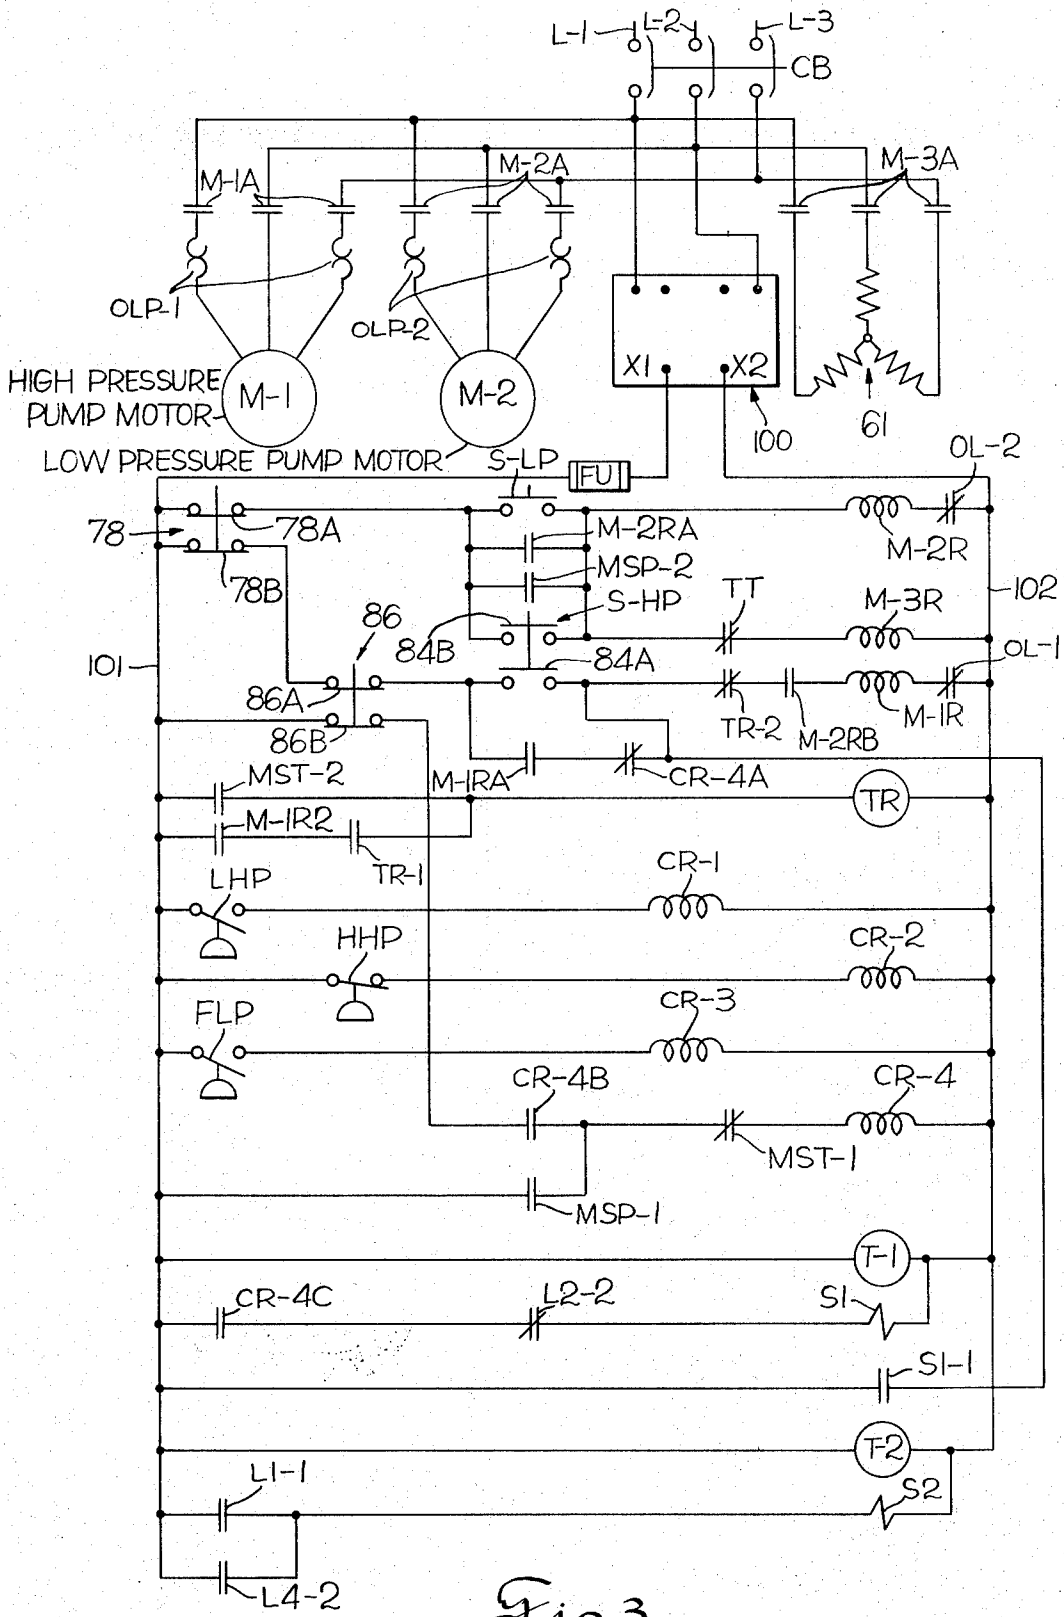 L-1 L-2 L-3
CB
M-1A M-2A M-3A
OLP-1 OLP-2
X1 X2
HIGH PRESSURE
PUMP MOTOR
M-1 M-2
100 61
LOW PRESSURE PUMP MOTOR
S-LP FU OL-2
78 78A M-2RA M-2R
78B MSP-2
86 S-HP TT M-3R 102
101 84B 84A OL-1
86A TR-2 M-2RB M-1R
86B
MST-2 M-1RA CR-4A
TR
M-1R2
TR-1
LHP CR-1
HHP CR-2
FLP CR-3
CR-4B CR-4
MST-1
MSP-1
T-1
CR-4C L2-2 S1
S1-1
T-2
L1-1 S2
L4-2
Fig. 3